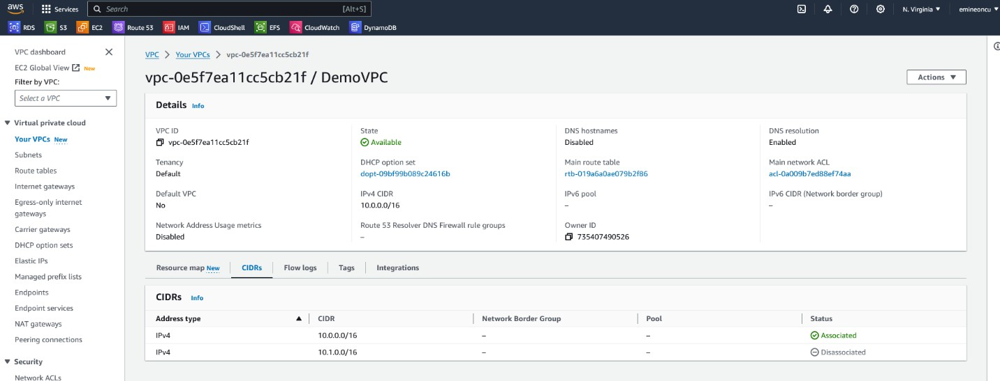 aws
Services
Search
[Alt+S]
N. Virginia
emineoncu
RDS
S3
EC2
Route 53
IAM
CloudShell
EFS
CloudWatch
DynamoDB
VPC dashboard
EC2 Global View New
Filter by VPC:
Select a VPC
Virtual private cloud
Your VPCs New
Subnets
Route tables
Internet gateways
Egress-only internet
gateways
Carrier gateways
DHCP option sets
Elastic IPs
Managed prefix lists
Endpoints
Endpoint services
NAT gateways
Peering connections
Security
Network ACLs
VPC > Your VPCs > vpc-0e5f7ea11cc5cb21f
vpc-0e5f7ea11cc5cb21f / DemoVPC
Actions
Details Info
VPC ID
vpc-0e5f7ea11cc5cb21f
State
Available
DNS hostnames
Disabled
DNS resolution
Enabled
Tenancy
Default
DHCP option set
dopt-09bf99b089c24616b
Main route table
rtb-019a6a0ae079b2f86
Main network ACL
acl-0a009b7ed88ef74aa
Default VPC
No
IPv4 CIDR
10.0.0.0/16
IPv6 pool
–
IPv6 CIDR (Network border group)
–
Network Address Usage metrics
Disabled
Route 53 Resolver DNS Firewall rule groups
–
Owner ID
735407490526
Resource map New
CIDRs
Flow logs
Tags
Integrations
CIDRs Info
Address type CIDR Network Border Group Pool Status
IPv4 10.0.0.0/16 – – Associated
IPv4 10.1.0.0/16 – – Disassociated